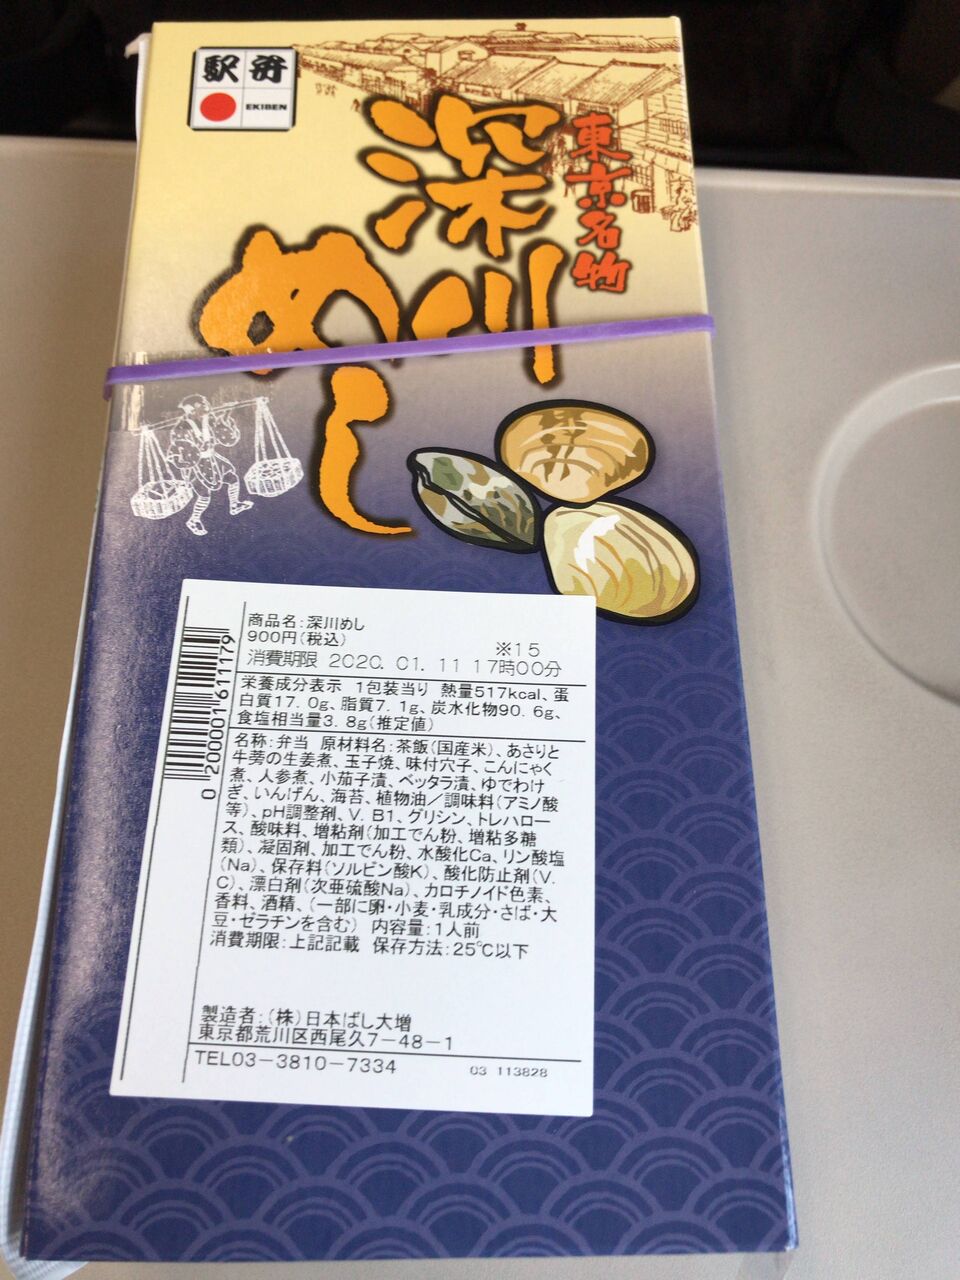 駅弁
EKIBEN
東京名物
深川
めし
商品名:深川めし
900円(税込)
※15
消費期限 2020.01.11 17時00分
栄養成分表示 1包装当り 熱量517kcal、蛋
白質17.0g、脂質7.1g、炭水化物90.6g、
食塩相当量3.8g(推定値)
名称:弁当 原材料名:茶飯(国産米)、あさりと
牛蒡の生姜煮、玉子焼、味付穴子、こんにゃく
煮、人参煮、小茄子漬、ベッタラ漬、ゆでわけ
ぎ、いんげん、海苔、植物油/調味料(アミノ酸
等)、pH調整剤、V.B1、グリシン、トレハロー
ス、酸味料、増粘剤(加工でん粉、増粘多糖
類)、凝固剤、加工でん粉、水酸化Ca、リン酸塩
(Na)、保存料(ソルビン酸K)、酸化防止剤(V.
C)、漂白剤(次亜硫酸Na)、カロチノイド色素、
香料、酒精、(一部に卵・小麦・乳成分・さば・大
豆・ゼラチンを含む) 内容量:1人前
消費期限:上記記載 保存方法:25℃以下
製造者:(株)日本ばし大増
東京都荒川区西尾久7-48-1
TEL03-3810-7334
03 113828
0200001611179